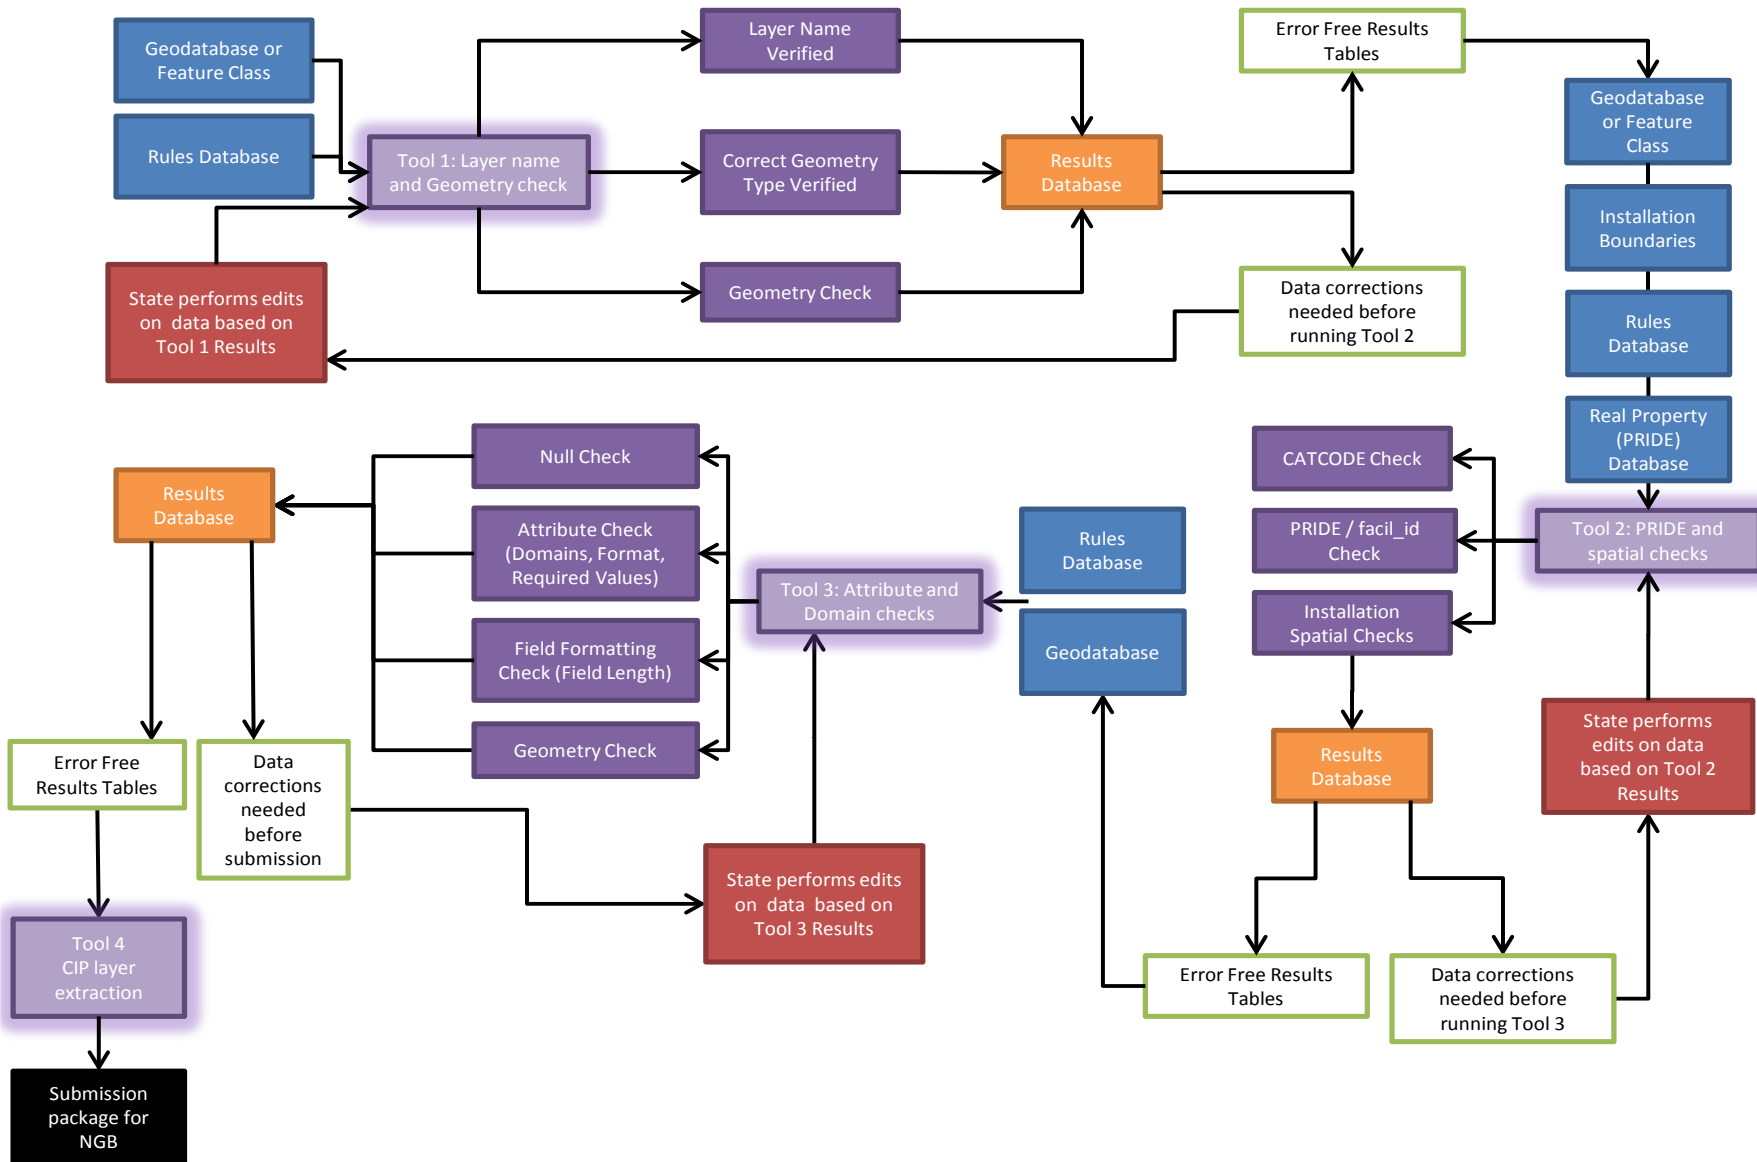 Geodatabase or
Feature Class
Rules Database
Tool 1: Layer name
and Geometry check
State performs edits
on data based on
Tool 1 Results
Layer Name
Verified
Correct Geometry
Type Verified
Geometry Check
Results
Database
Error Free Results
Tables
Data corrections
needed before
running Tool 2
Geodatabase
or Feature
Class
Installation
Boundaries
Rules
Database
Real Property
(PRIDE)
Database
Tool 2: PRIDE and
spatial checks
CATCODE Check
PRIDE / facil_id
Check
Installation
Spatial Checks
Results
Database
State performs
edits on data
based on Tool 2
Results
Error Free Results
Tables
Data corrections
needed before
running Tool 3
Rules
Database
Geodatabase
Tool 3: Attribute and
Domain checks
Null Check
Attribute Check
(Domains, Format,
Required Values)
Field Formatting
Check (Field Length)
Geometry Check
Results
Database
State performs edits
on data based on
Tool 3 Results
Error Free
Results Tables
Data
corrections
needed
before
submission
Tool 4
CIP layer
extraction
Submission
package for
NGB